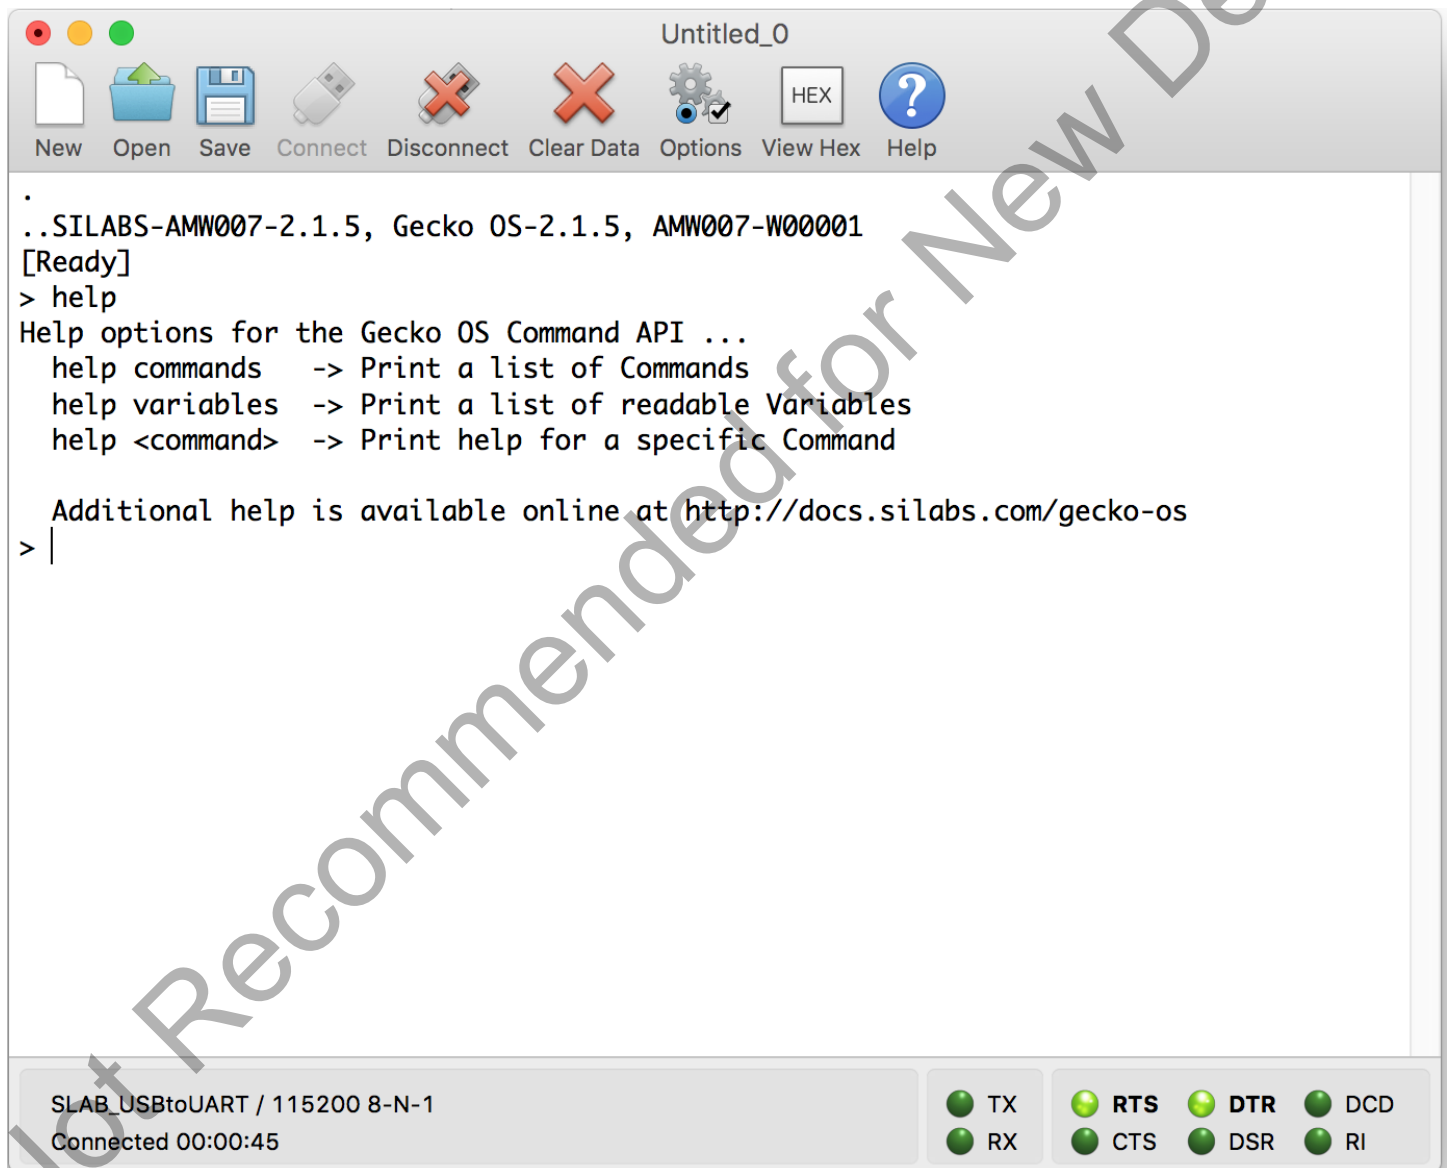 Untitled_0
New Open Save Connect Disconnect Clear Data Options HEX View Hex Help
.
..SILABS-AMW007-2.1.5, Gecko OS-2.1.5, AMW007-W00001
[Ready]
> help
Help options for the Gecko OS Command API ...
help commands -> Print a list of Commands
help variables -> Print a list of readable Variables
help <command> -> Print help for a specific Command
Additional help is available online at http://docs.silabs.com/gecko-os
>
SLAB_USBtoUART / 115200 8-N-1
Connected 00:00:45
TX RTS DTR DCD
RX CTS DSR RI
Recommended for New